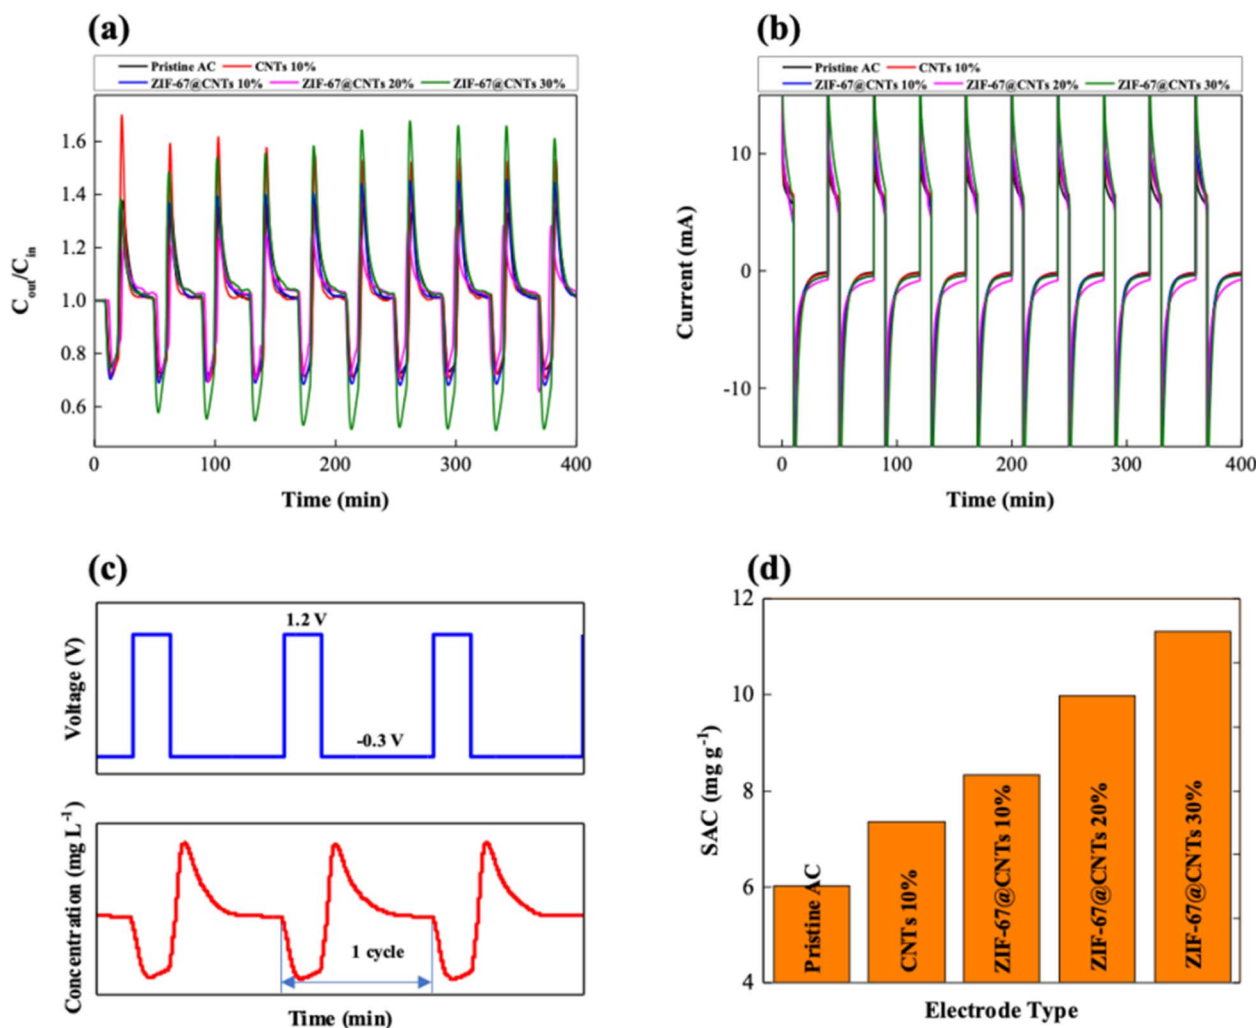 (a)
Pristine AC CNTs 10%
ZIF-67@CNTs 10% ZIF-67@CNTs 20% ZIF-67@CNTs 30%
1.6
1.4
1.2
1.0
0.8
0.6
C_out/C_in
0 100 200 300 400
Time (min)
(b)
Pristine AC CNTs 10%
ZIF-67@CNTs 10% ZIF-67@CNTs 20% ZIF-67@CNTs 30%
10
0
-10
Current (mA)
0 100 200 300 400
Time (min)
(c)
Voltage (V)
1.2 V
-0.3 V
Concentration (mg L⁻¹)
1 cycle
Time (min)
(d)
12
10
8
6
4
SAC (mg g⁻¹)
Pristine AC
CNTs 10%
ZIF-67@CNTs 10%
ZIF-67@CNTs 20%
ZIF-67@CNTs 30%
Electrode Type